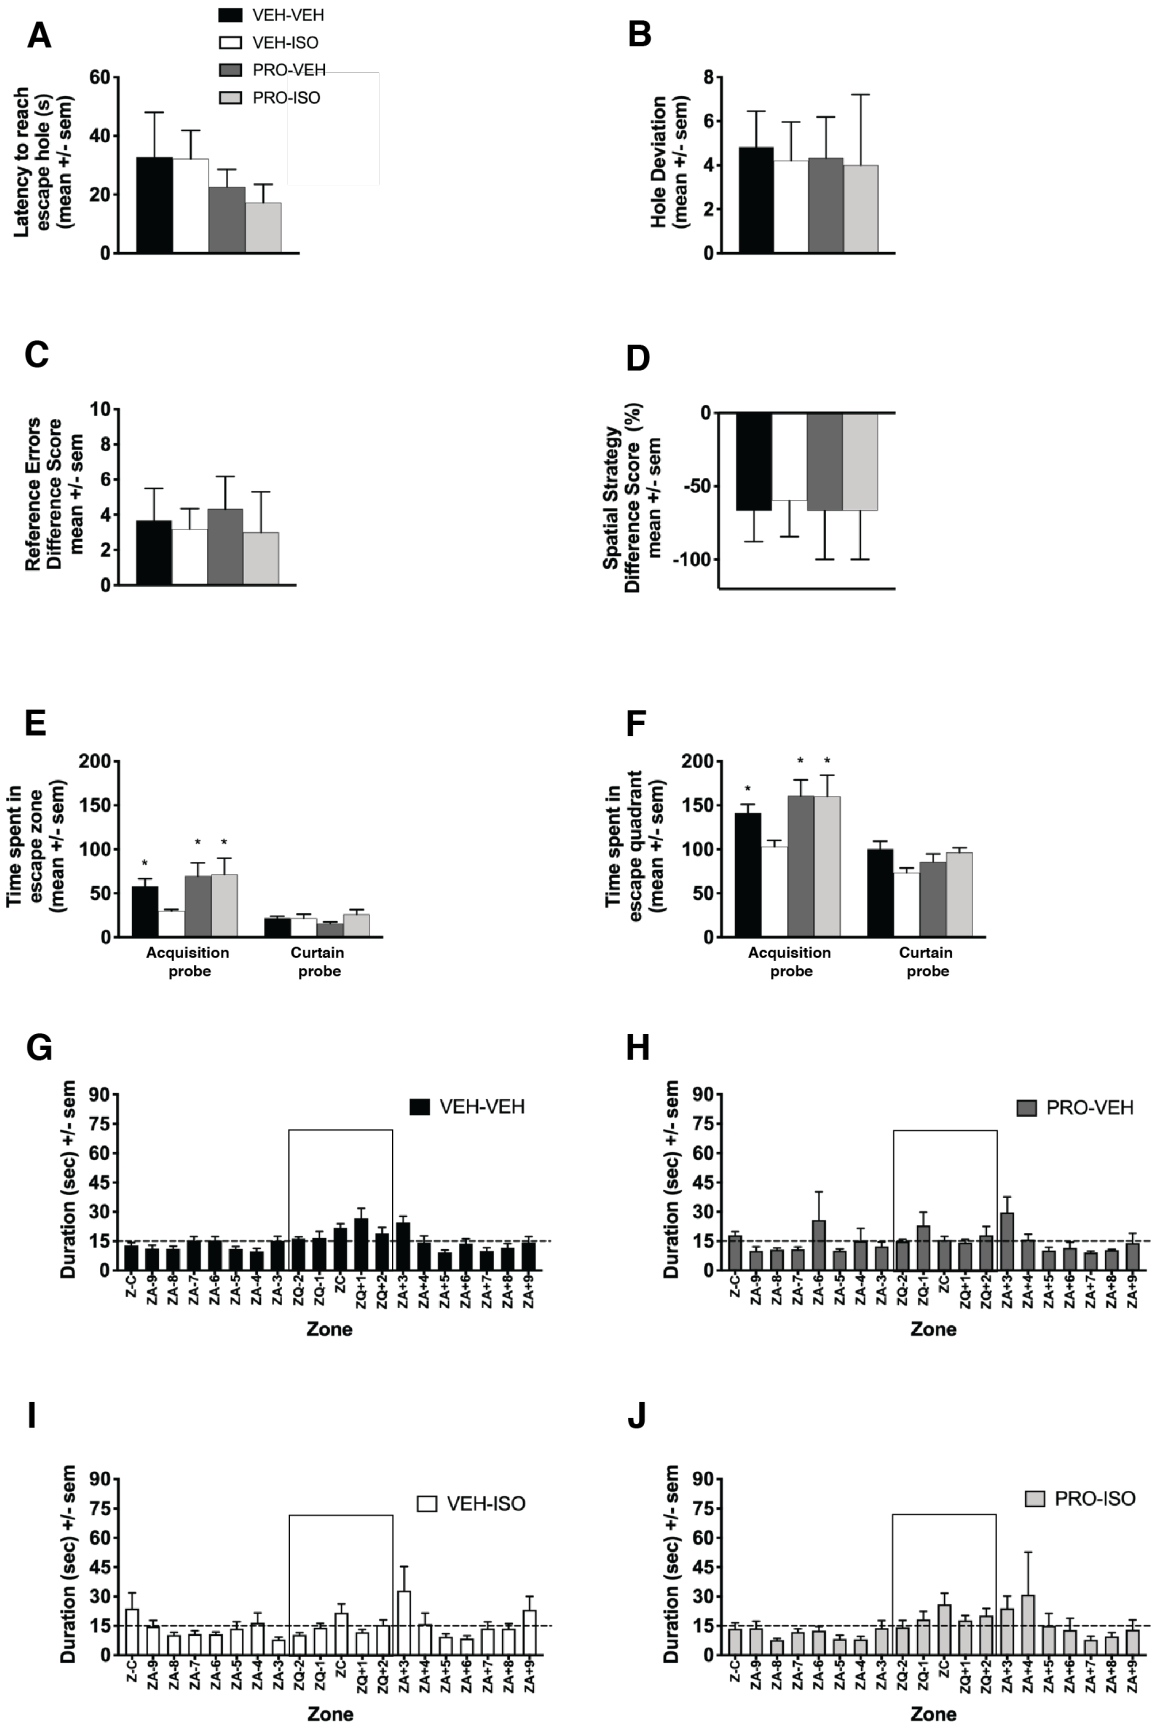 A
VEH-VEH
VEH-ISO
PRO-VEH
PRO-ISO
Latency to reach
escape hole (s)
(mean +/- sem)
60
40
20
0
B
Hole Deviation
(mean +/- sem)
8
6
4
2
0
C
Reference Errors
Difference Score
mean +/- sem
10
8
6
4
2
0
D
Spatial Strategy
Difference Score (%)
mean +/- sem
0
-50
-100
E
Time spent in
escape zone
(mean +/- sem)
200
150
100
50
0
* * *
Acquisition
probe
Curtain
probe
F
Time spent in
escape quadrant
(mean +/- sem)
200
150
100
50
0
* * *
Acquisition
probe
Curtain
probe
G
Duration (sec) +/- sem
90
75
60
45
30
15
0
VEH-VEH
Z-C ZA-9 ZA-8 ZA-7 ZA-6 ZA-5 ZA-4 ZA-3 ZQ-2 ZQ-1 ZC ZQ+1 ZQ+2 ZA+3 ZA+4 ZA+5 ZA+6 ZA+7 ZA+8 ZA+9
Zone
H
Duration (sec) +/- sem
90
75
60
45
30
15
0
PRO-VEH
Z-C ZA-9 ZA-8 ZA-7 ZA-6 ZA-5 ZA-4 ZA-3 ZQ-2 ZQ-1 ZC ZQ+1 ZQ+2 ZA+3 ZA+4 ZA+5 ZA+6 ZA+7 ZA+8 ZA+9
Zone
I
Duration (sec) +/- sem
90
75
60
45
30
15
0
VEH-ISO
Z-C ZA-9 ZA-8 ZA-7 ZA-6 ZA-5 ZA-4 ZA-3 ZQ-2 ZQ-1 ZC ZQ+1 ZQ+2 ZA+3 ZA+4 ZA+5 ZA+6 ZA+7 ZA+8 ZA+9
Zone
J
Duration (sec) +/- sem
90
75
60
45
30
15
0
PRO-ISO
Z-C ZA-9 ZA-8 ZA-7 ZA-6 ZA-5 ZA-4 ZA-3 ZQ-2 ZQ-1 ZC ZQ+1 ZQ+2 ZA+3 ZA+4 ZA+5 ZA+6 ZA+7 ZA+8 ZA+9
Zone